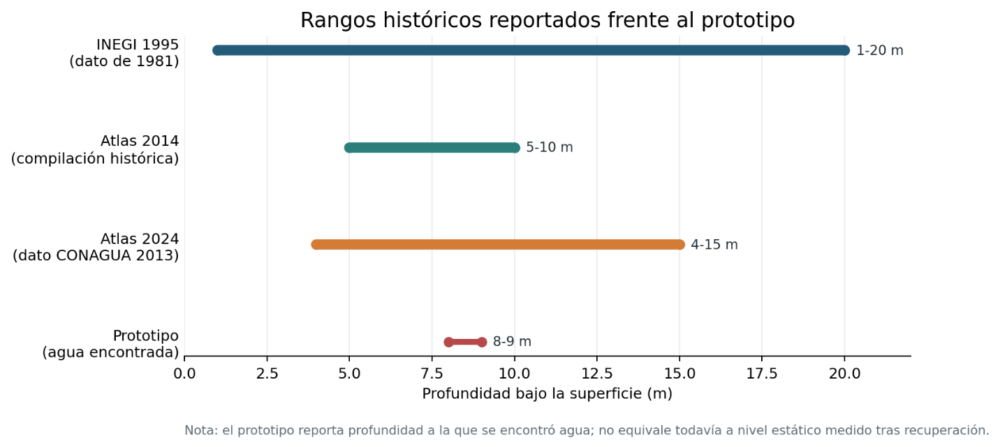 Rangos históricos reportados frente al prototipo
INEGI 1995
(dato de 1981)
1-20 m
Atlas 2014
(compilación histórica)
5-10 m
Atlas 2024
(dato CONAGUA 2013)
4-15 m
Prototipo
(agua encontrada)
8-9 m
0.0 2.5 5.0 7.5 10.0 12.5 15.0 17.5 20.0
Profundidad bajo la superficie (m)
Nota: el prototipo reporta profundidad a la que se encontró agua; no equivale todavía a nivel estático medido tras recuperación.